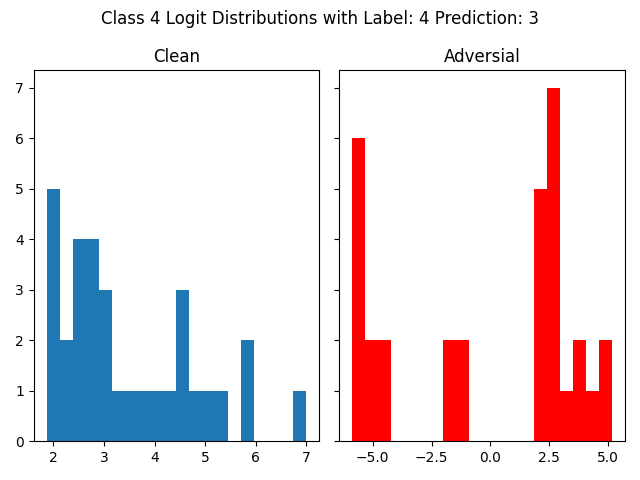 Class 4 Logit Distributions with Label: 4 Prediction: 3
Clean
Adversial
7
6
5
4
3
2
1
0
2 3 4 5 6 7
−5.0 −2.5 0.0 2.5 5.0